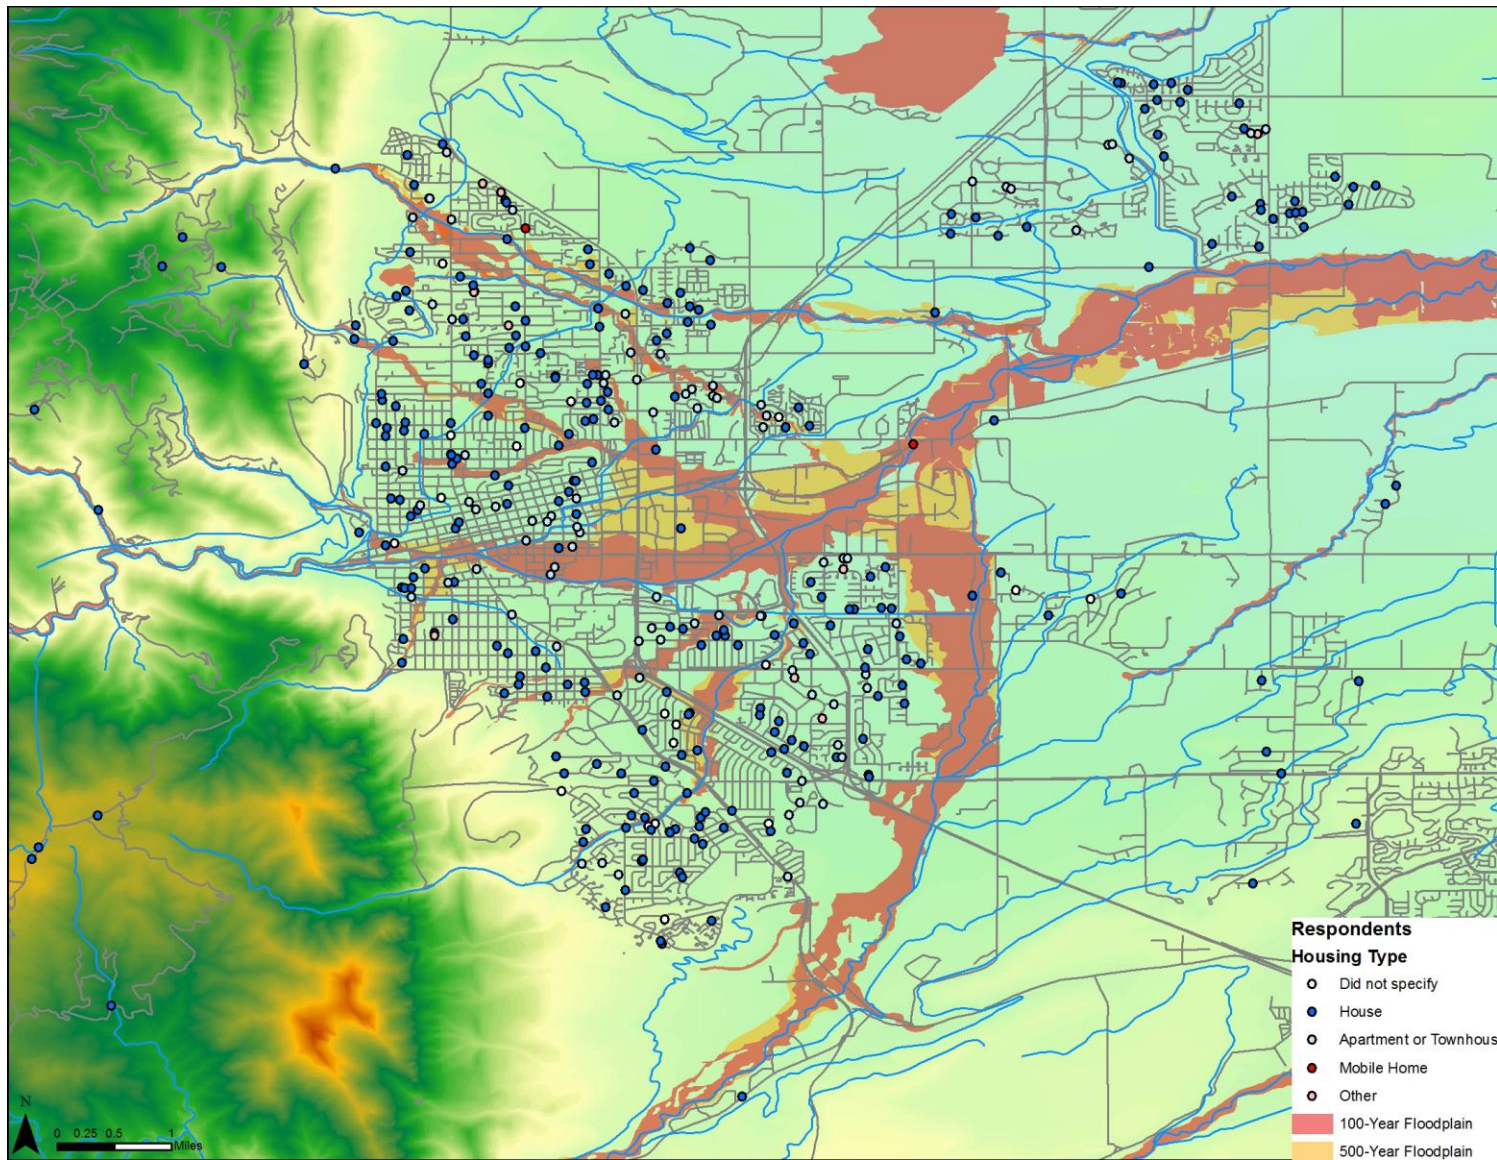 Respondents
Housing Type
Did not specify
House
Apartment or Townhous
Mobile Home
Other
100-Year Floodplain
500-Year Floodplain
N
0 0.25 0.5 1
Miles